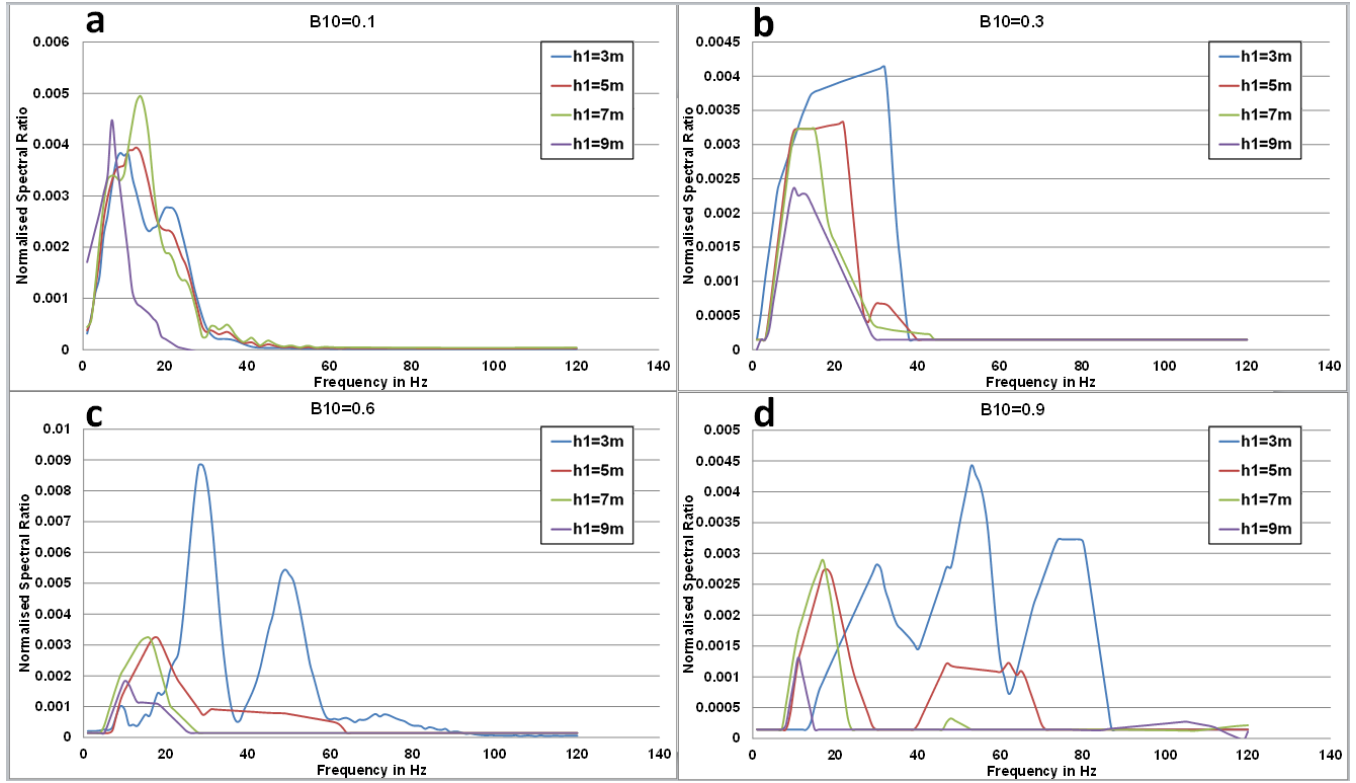 a
B10=0.1
0.006
0.005
0.004
0.003
0.002
0.001
0
0 20 40 60 80 100 120 140
Normalised Spectral Ratio
Frequency in Hz
h1=3m
h1=5m
h1=7m
h1=9m
b
B10=0.3
0.0045
0.004
0.0035
0.003
0.0025
0.002
0.0015
0.001
0.0005
0
0 20 40 60 80 100 120 140
Normalised Spectral Ratio
Frequency in Hz
h1=3m
h1=5m
h1=7m
h1=9m
c
B10=0.6
0.01
0.009
0.008
0.007
0.006
0.005
0.004
0.003
0.002
0.001
0
0 20 40 60 80 100 120 140
Normalised Spectral Ratio
Frequency in Hz
h1=3m
h1=5m
h1=7m
h1=9m
d
B10=0.9
0.005
0.0045
0.004
0.0035
0.003
0.0025
0.002
0.0015
0.001
0.0005
0
0 20 40 60 80 100 120 140
Normalised Spectral Ratio
Frequency in Hz
h1=3m
h1=5m
h1=7m
h1=9m